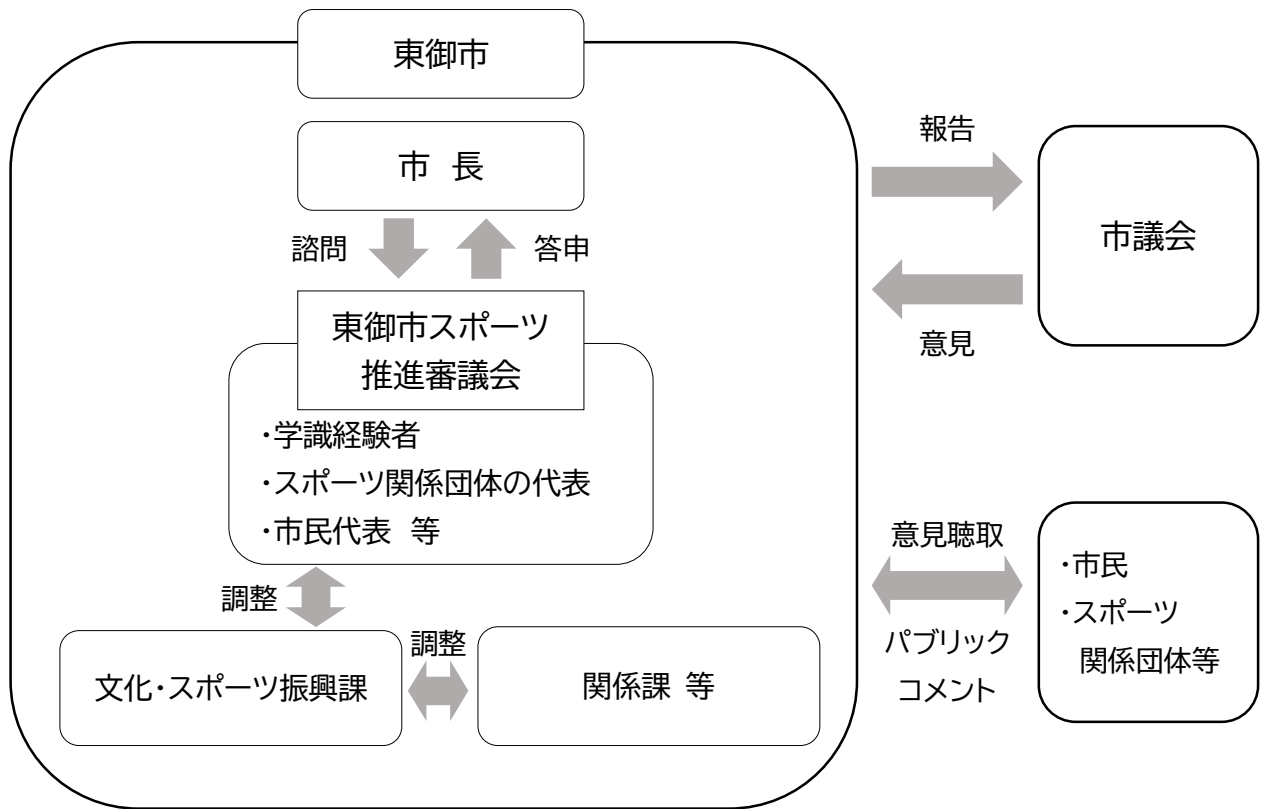 東御市
市 長
諮問
答申
東御市スポーツ
推進審議会
・学識経験者
・スポーツ関係団体の代表
・市民代表 等
調整
文化・スポーツ振興課
調整
関係課 等
報告
意見
市議会
意見聴取
パブリック
コメント
・市民
・スポーツ
関係団体等